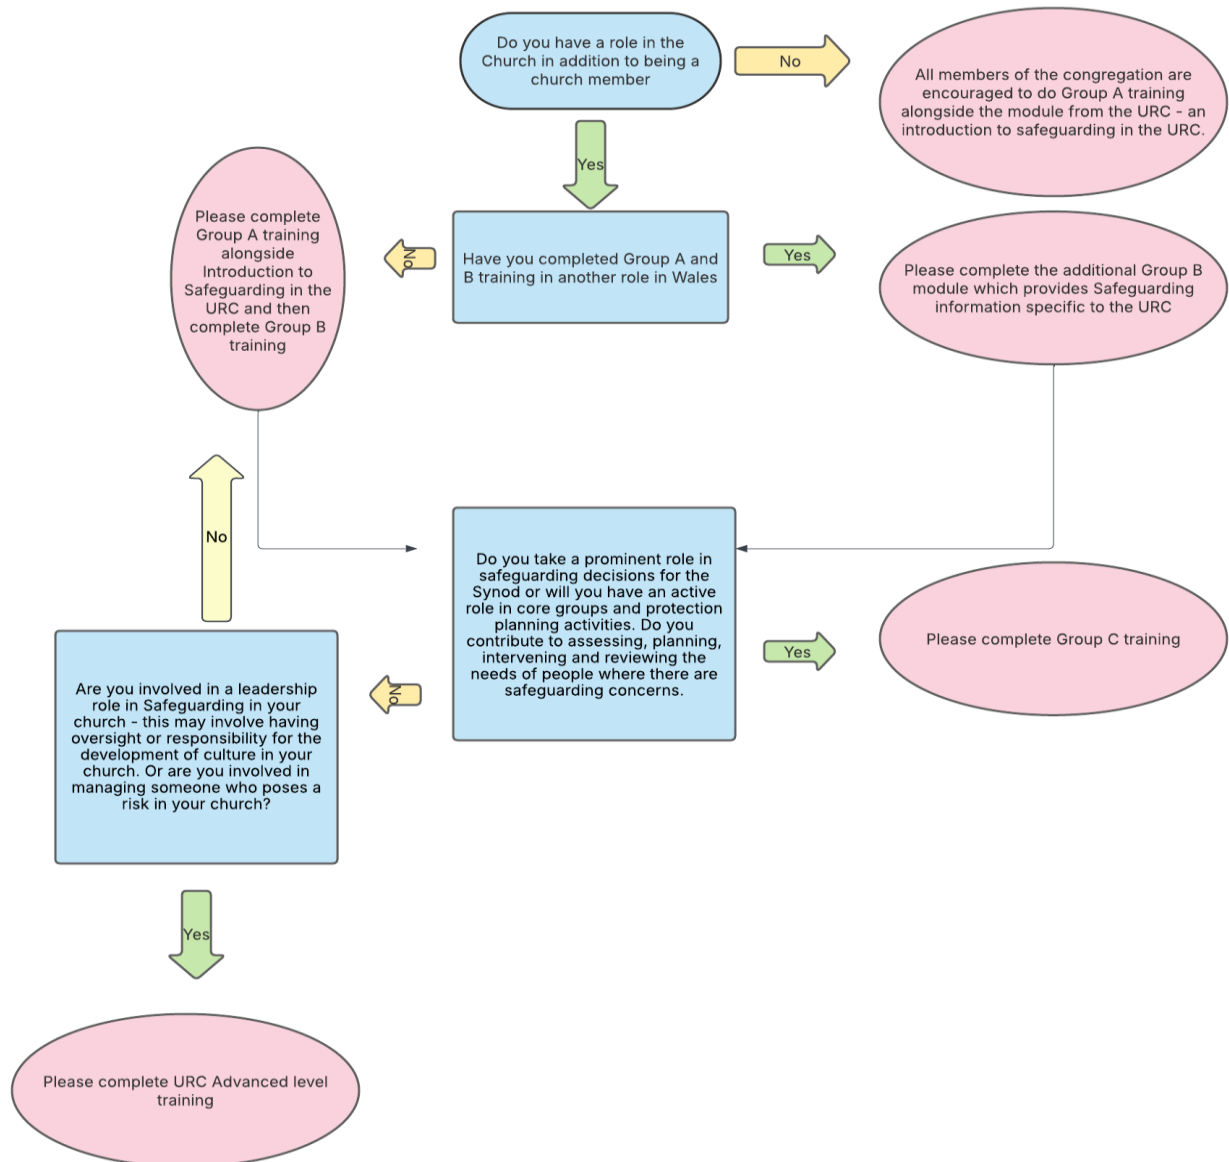 Do you have a role in the
Church in addition to being a
church member
No
All members of the congregation are
encouraged to do Group A training
alongside the module from the URC - an
introduction to safeguarding in the URC.
Yes
Please complete
Group A training
alongside
Introduction to
Safeguarding in the
URC and then
complete Group B
training
No
Have you completed Group A and
B training in another role in Wales
Yes
Please complete the additional Group B
module which provides Safeguarding
information specific to the URC
No
Do you take a prominent role in
safeguarding decisions for the
Synod or will you have an active
role in core groups and protection
planning activities. Do you
contribute to assessing, planning,
intervening and reviewing the
needs of people where there are
safeguarding concerns.
Yes
Please complete Group C training
No
Are you involved in a leadership
role in Safeguarding in your
church - this may involve having
oversight or responsibility for the
development of culture in your
church. Or are you involved in
managing someone who poses a
risk in your church?
Yes
Please complete URC Advanced level
training